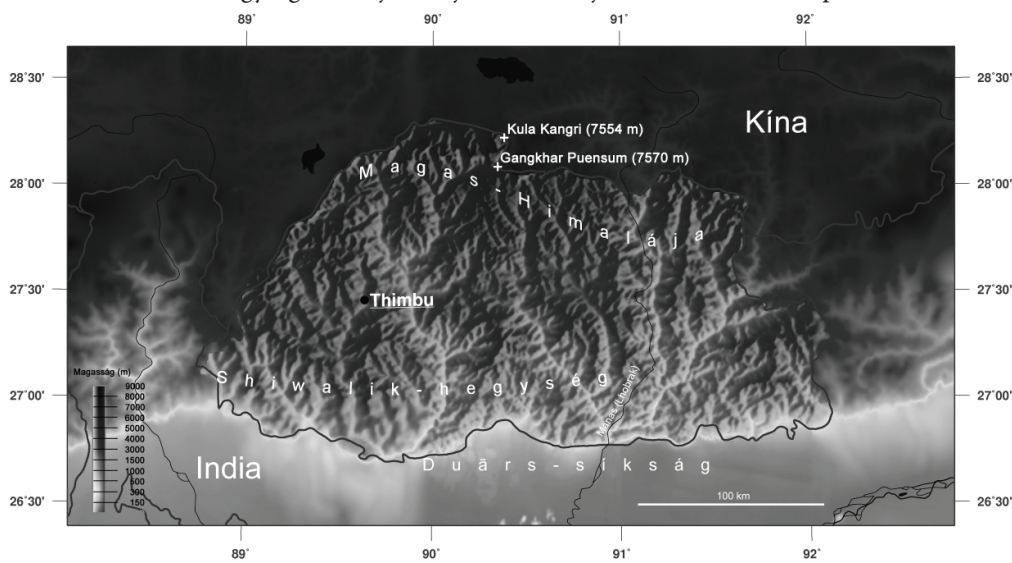 89° 90° 91° 92°
28°30' 28°30'
Kína
Kula Kangri (7554 m)
Gangkhar Puensum (7570 m)
28°00' 28°00'
Magas-Himalája
27°30' 27°30'
Thimbu
Magasság (m)
Shiwalik-hegység
9000
8000
7000
6000
5000
4000
3000
1500
1000
500
300
150
27°00' 27°00'
Manas (Lhobrak)
India
Duārs-síkság
100 km
26°30' 26°30'
89° 90° 91° 92°